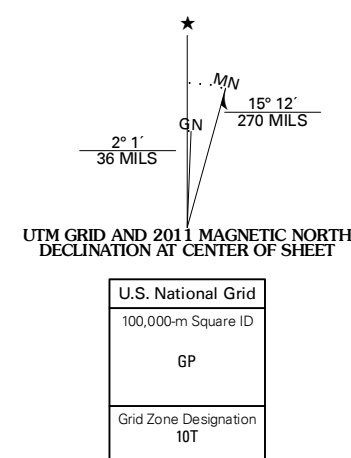 ★
MN
GN
15° 12´
270 MILS
2° 1´
36 MILS
UTM GRID AND 2011 MAGNETIC NORTH
DECLINATION AT CENTER OF SHEET
U.S. National Grid
100,000-m Square ID
GP
Grid Zone Designation
10T